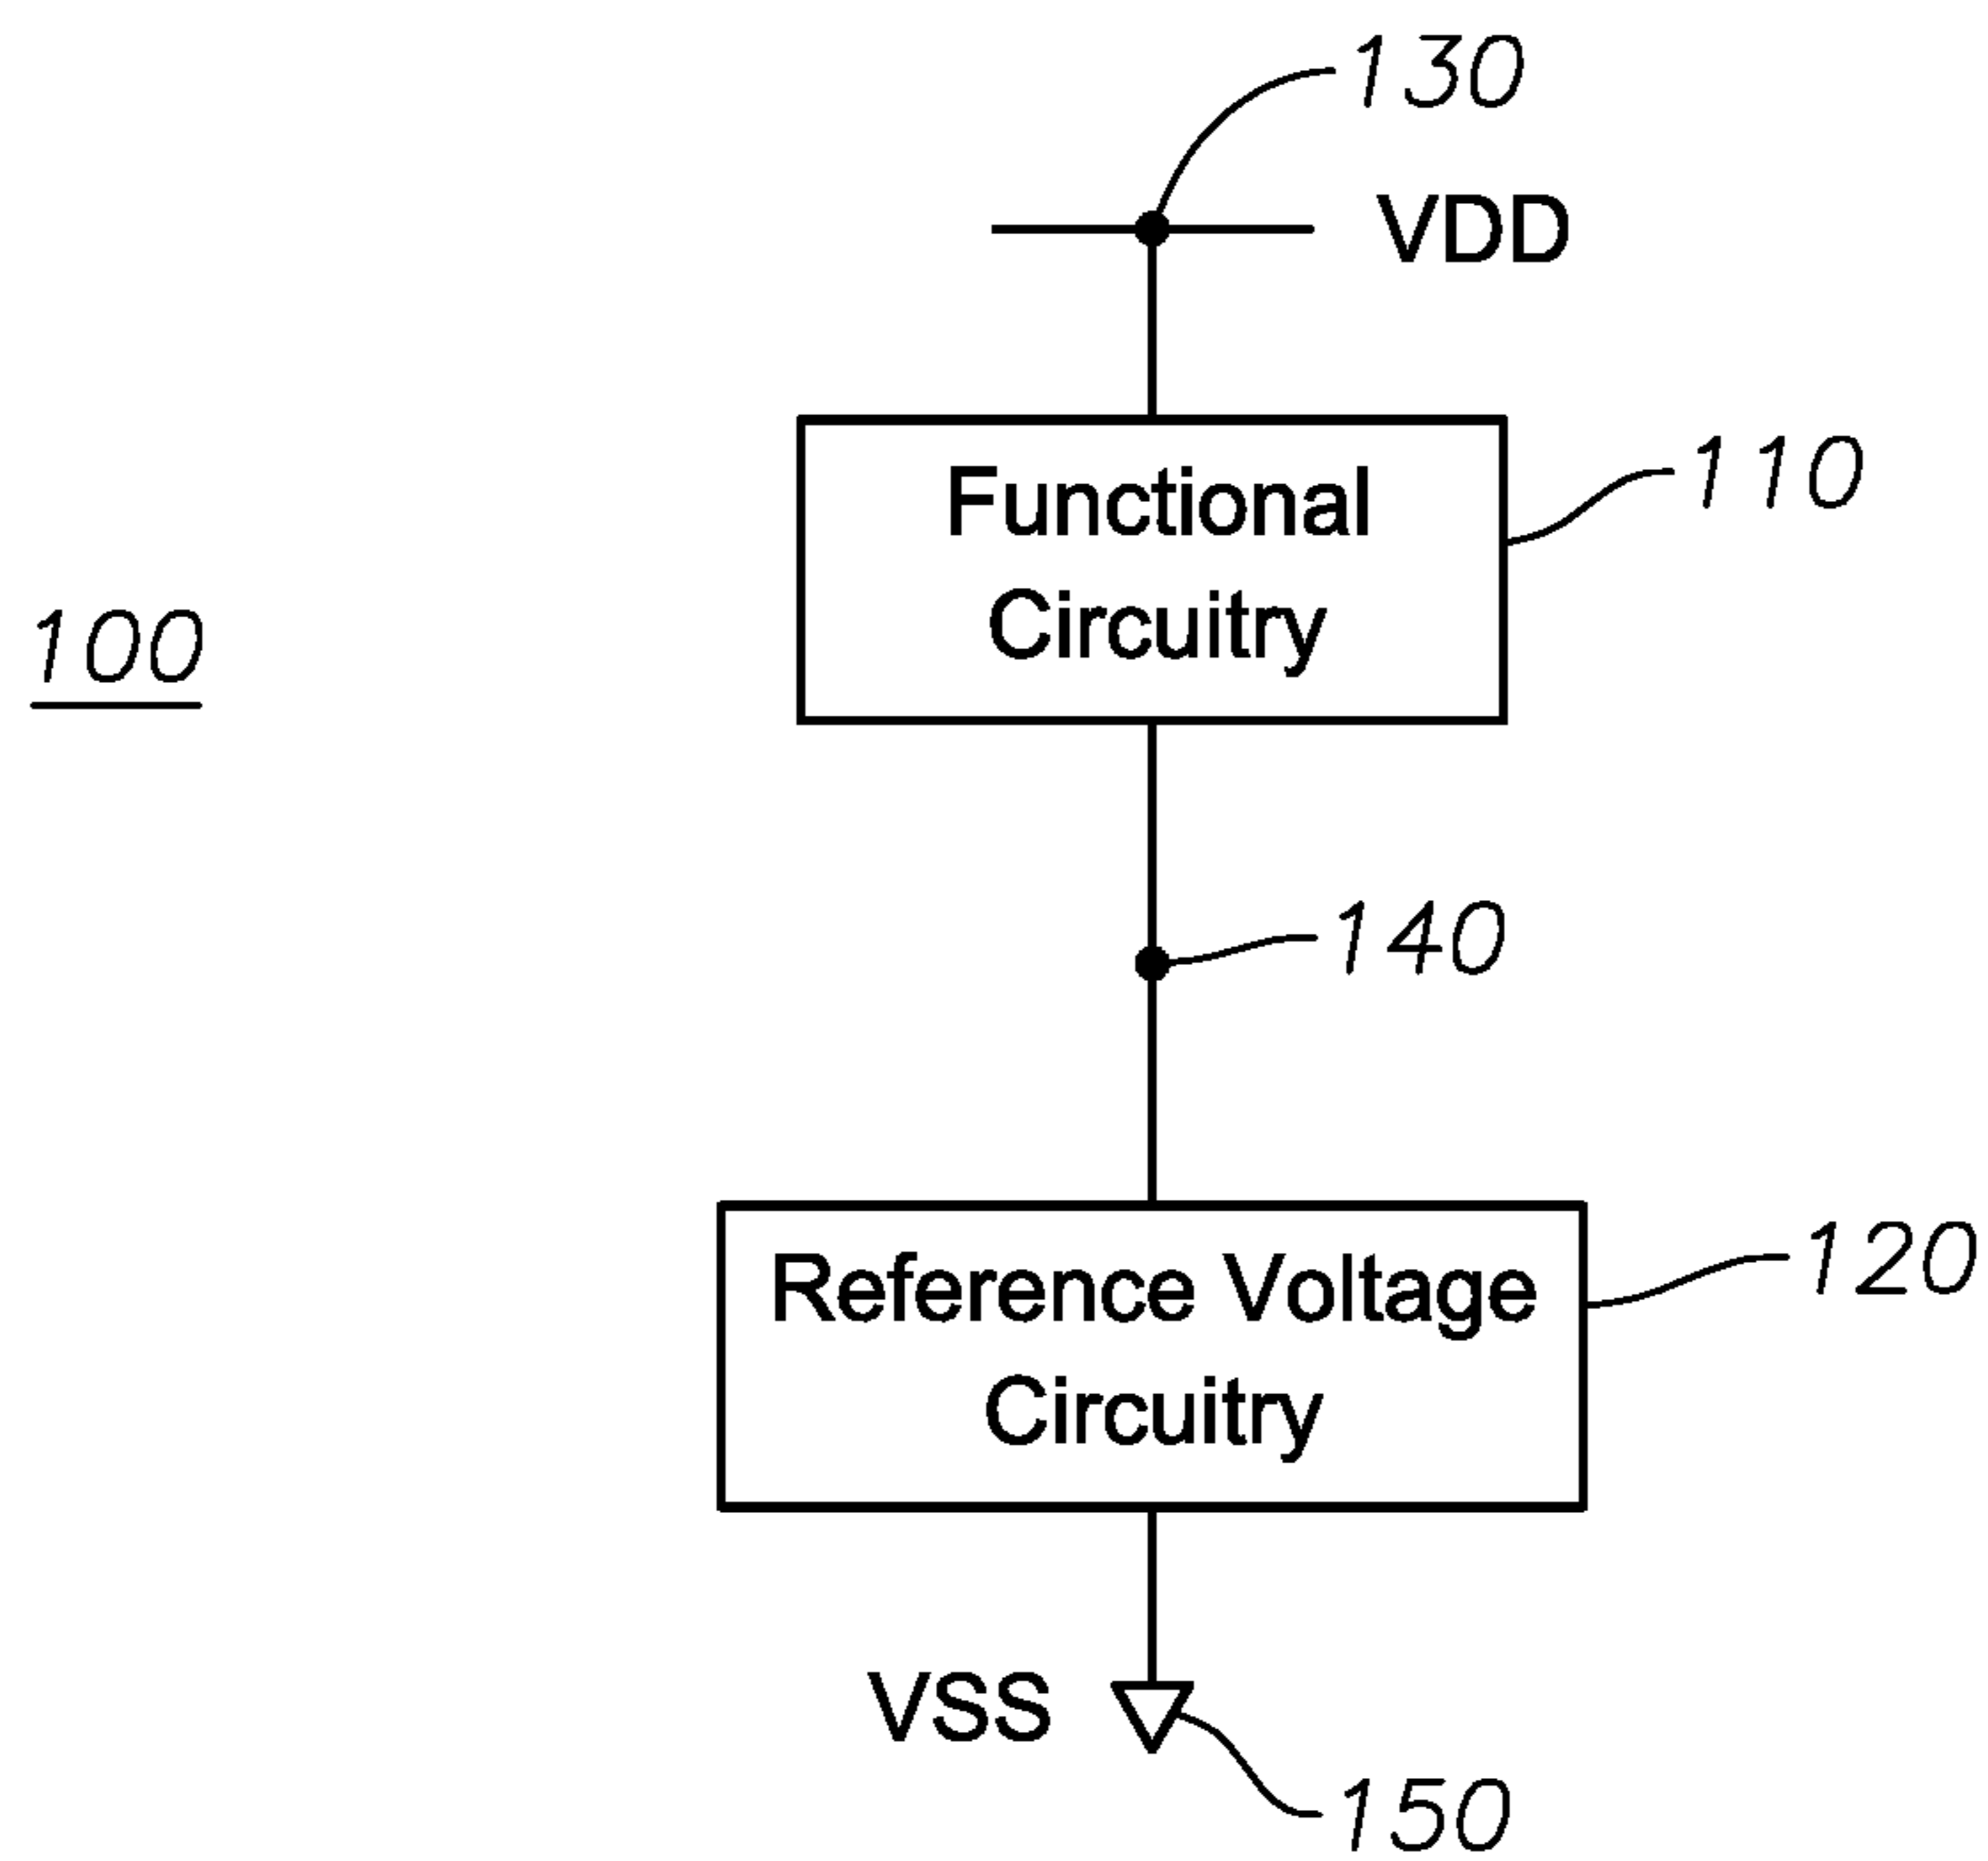 130
VDD
Functional
Circuitry
110
100
140
Reference Voltage
Circuitry
120
VSS
150